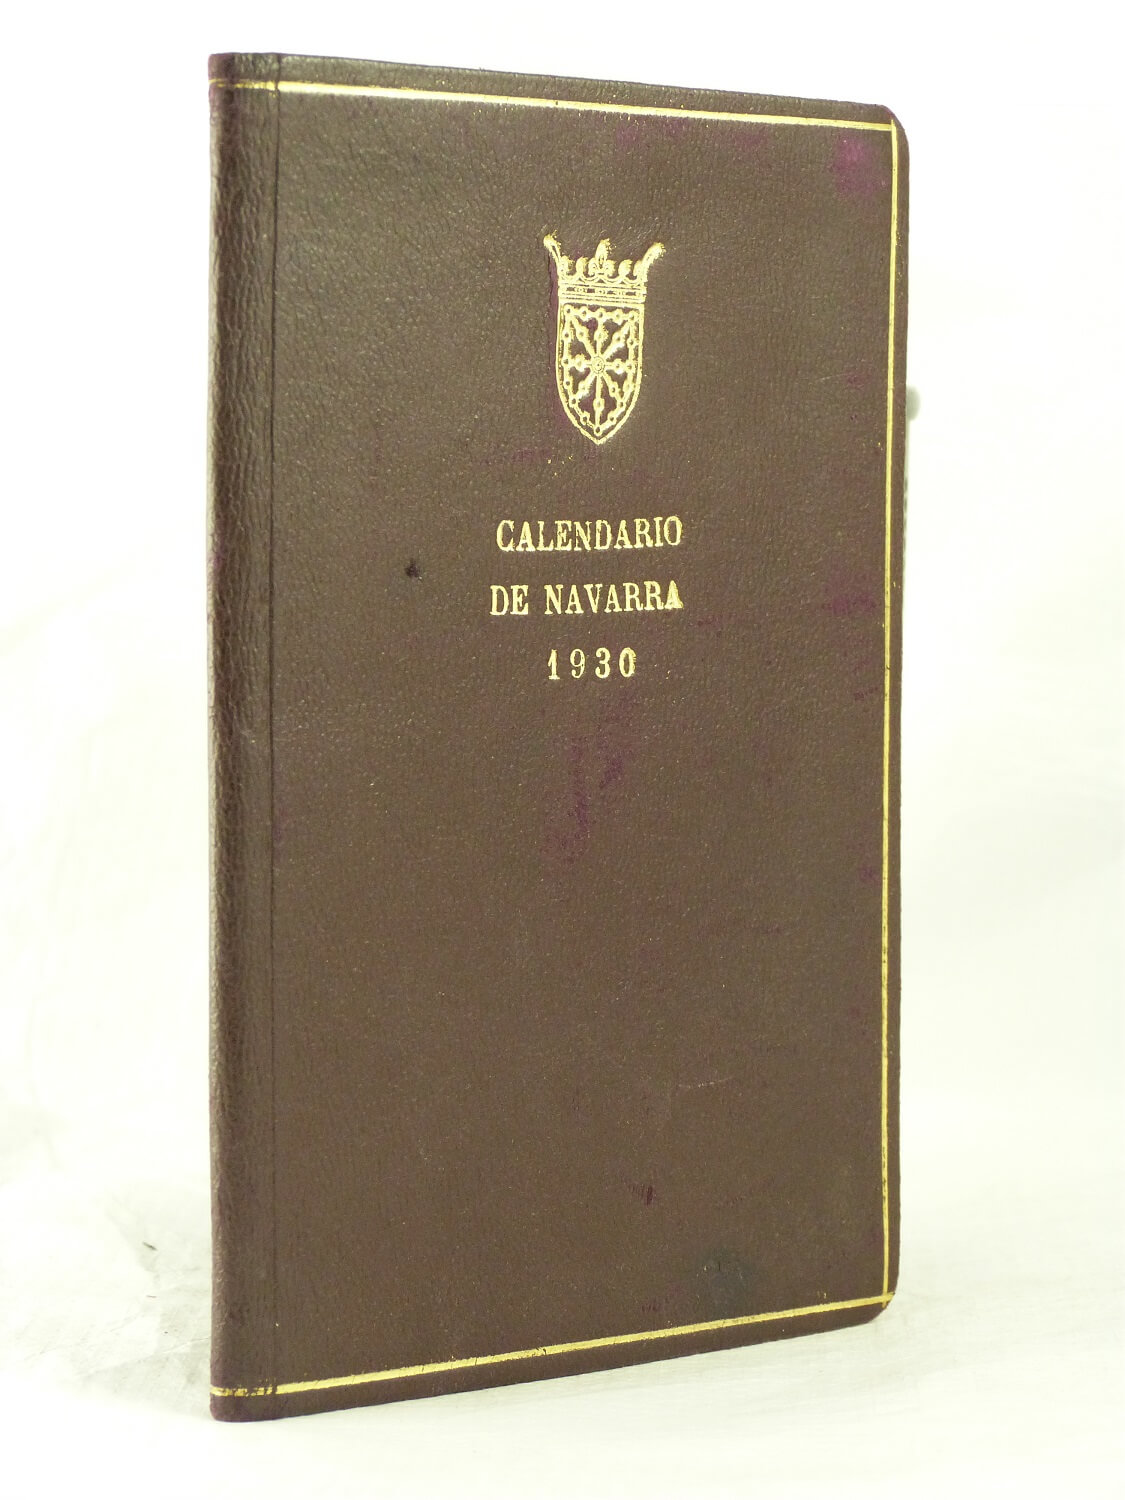 CALENDARIO
DE NAVARRA
1930